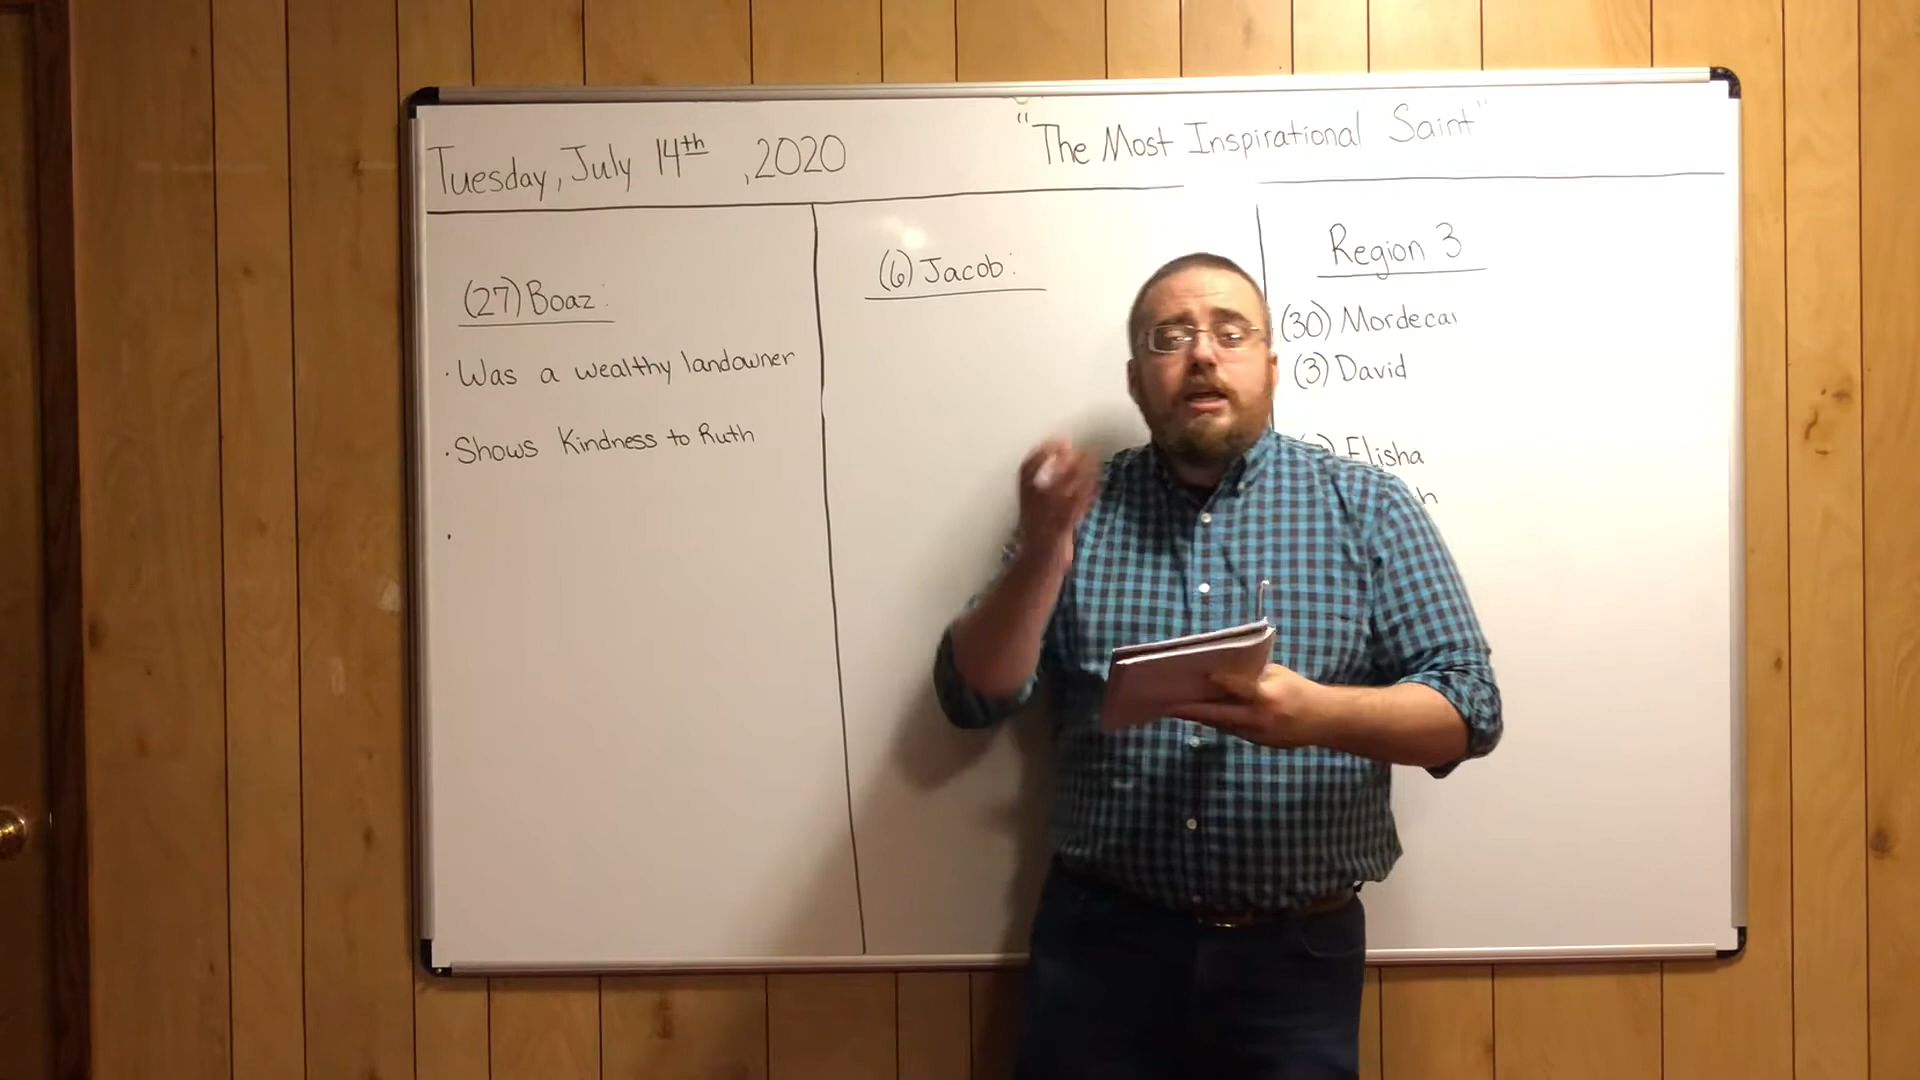 Tuesday, July 14th, 2020
"The Most Inspirational Saint"
(27) Boaz:
· Was a wealthy landowner
· Shows Kindness to Ruth
·
(6) Jacob:
Region 3
(30) Mordecai
(3) David
Elisha